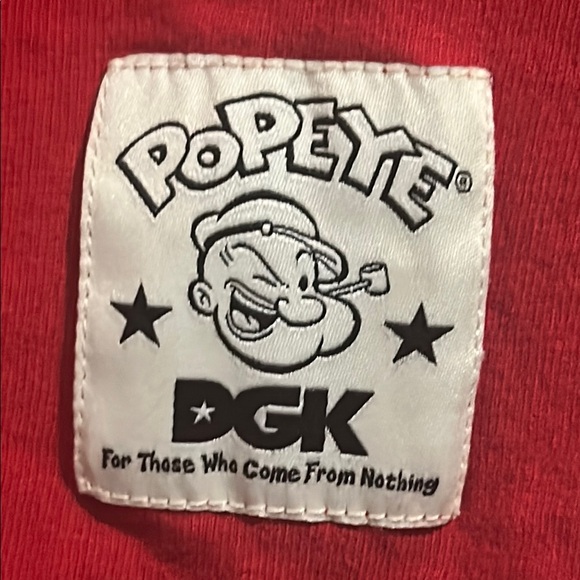 POPEYE®
DGK
For Those Who Come From Nothing